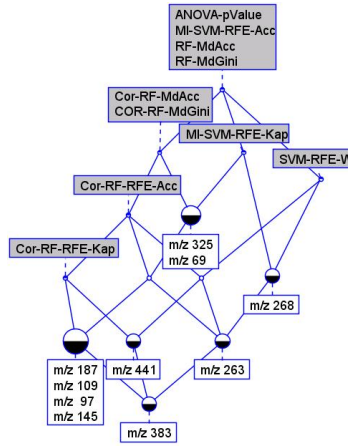 ANOVA-pValue
MI-SVM-RFE-Acc
RF-MdAcc
RF-MdGini
Cor-RF-MdAcc
COR-RF-MdGini
MI-SVM-RFE-Kap
SVM-RFE-W
Cor-RF-RFE-Acc
m/z 325
m/z 69
Cor-RF-RFE-Kap
m/z 268
m/z 187
m/z 109
m/z 97
m/z 145
m/z 441
m/z 263
m/z 383